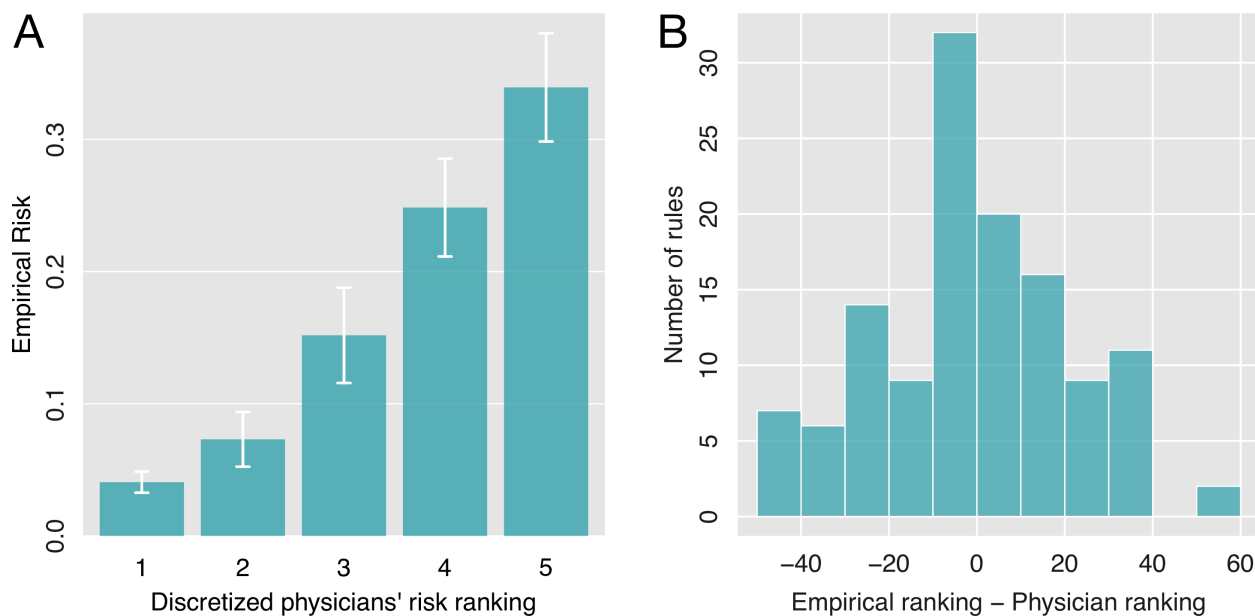 A
Empirical Risk
0.3
0.2
0.1
0.0
1 2 3 4 5
Discretized physicians' risk ranking
B
Number of rules
30
25
20
15
10
5
0
−40 −20 0 20 40 60
Empirical ranking − Physician ranking